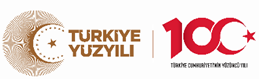 TÜRKİYE
YÜZYILI
100
TÜRKİYE CUMHURİYETİ'NİN YÜZÜNCÜ YILI